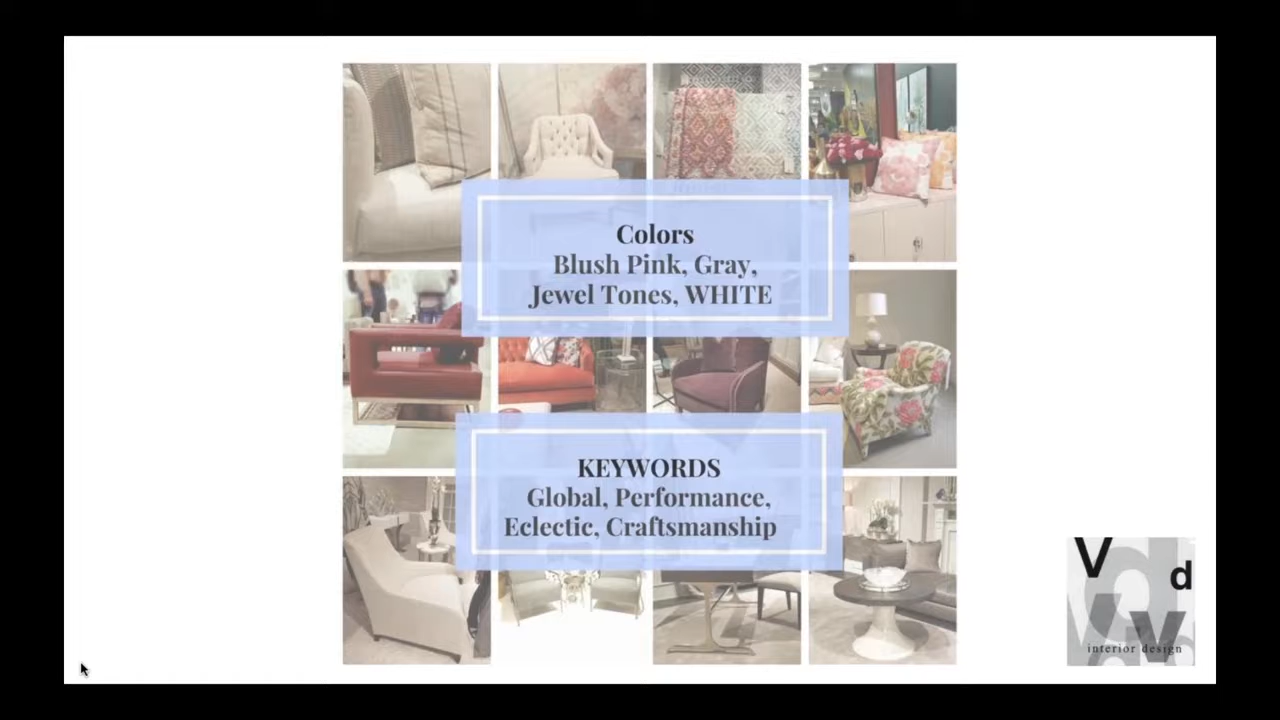 Colors
Blush Pink, Gray,
Jewel Tones, WHITE
KEYWORDS
Global, Performance,
Eclectic, Craftsmanship
V
d
V
interior design